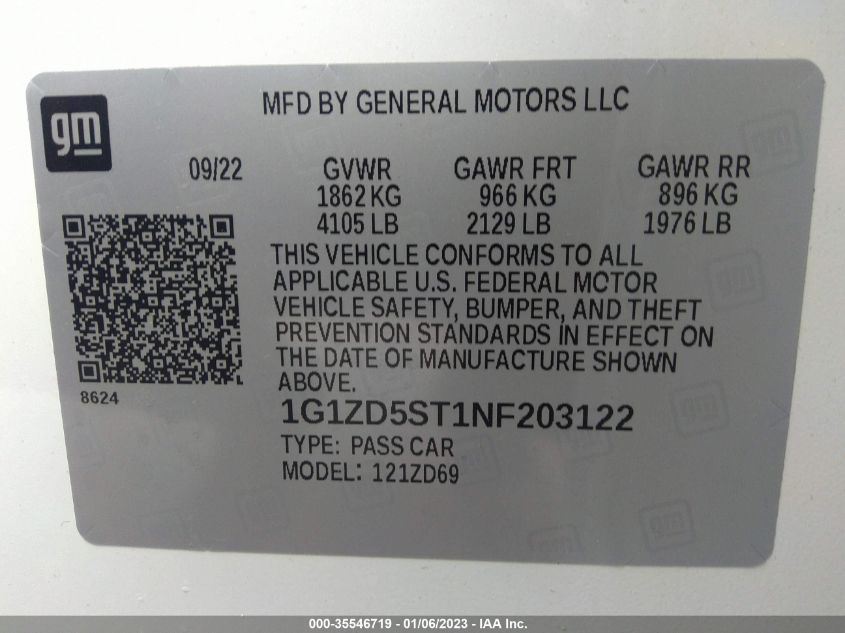 gm
MFD BY GENERAL MOTORS LLC
09/22 GVWR GAWR FRT GAWR RR
1862 KG 966 KG 896 KG
4105 LB 2129 LB 1976 LB
THIS VEHICLE CONFORMS TO ALL
APPLICABLE U.S. FEDERAL MOTOR
VEHICLE SAFETY, BUMPER, AND THEFT
PREVENTION STANDARDS IN EFFECT ON
THE DATE OF MANUFACTURE SHOWN
ABOVE.
8624
1G1ZD5ST1NF203122
TYPE: PASS CAR
MODEL: 121ZD69
000-35546719 - 01/06/2023 - IAA Inc.